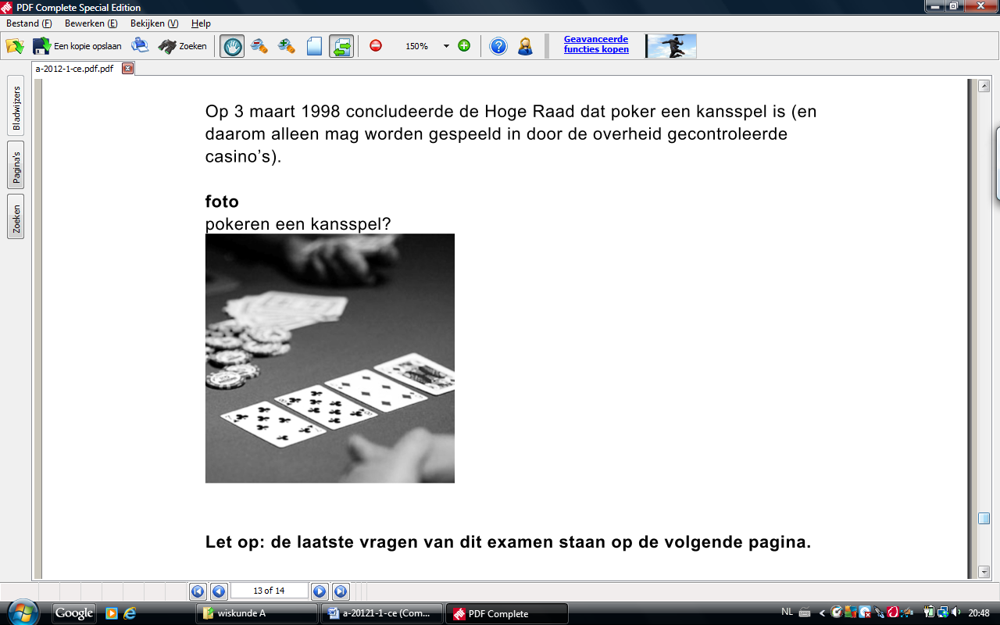 PDF Complete Special Edition
Bestand (F) Bewerken (E) Bekijken (V) Help
Een kopie opslaan Zoeken 150% Geavanceerde functies kopen
a-2012-1-ce.pdf.pdf
Bladwijzers
Pagina's
Zoeken
Op 3 maart 1998 concludeerde de Hoge Raad dat poker een kansspel is (en
daarom alleen mag worden gespeeld in door de overheid gecontroleerde
casino’s).
foto
pokeren een kansspel?
Let op: de laatste vragen van dit examen staan op de volgende pagina.
13 of 14
Google wiskunde A a-20121-1-ce (Com... PDF Complete NL 20:48